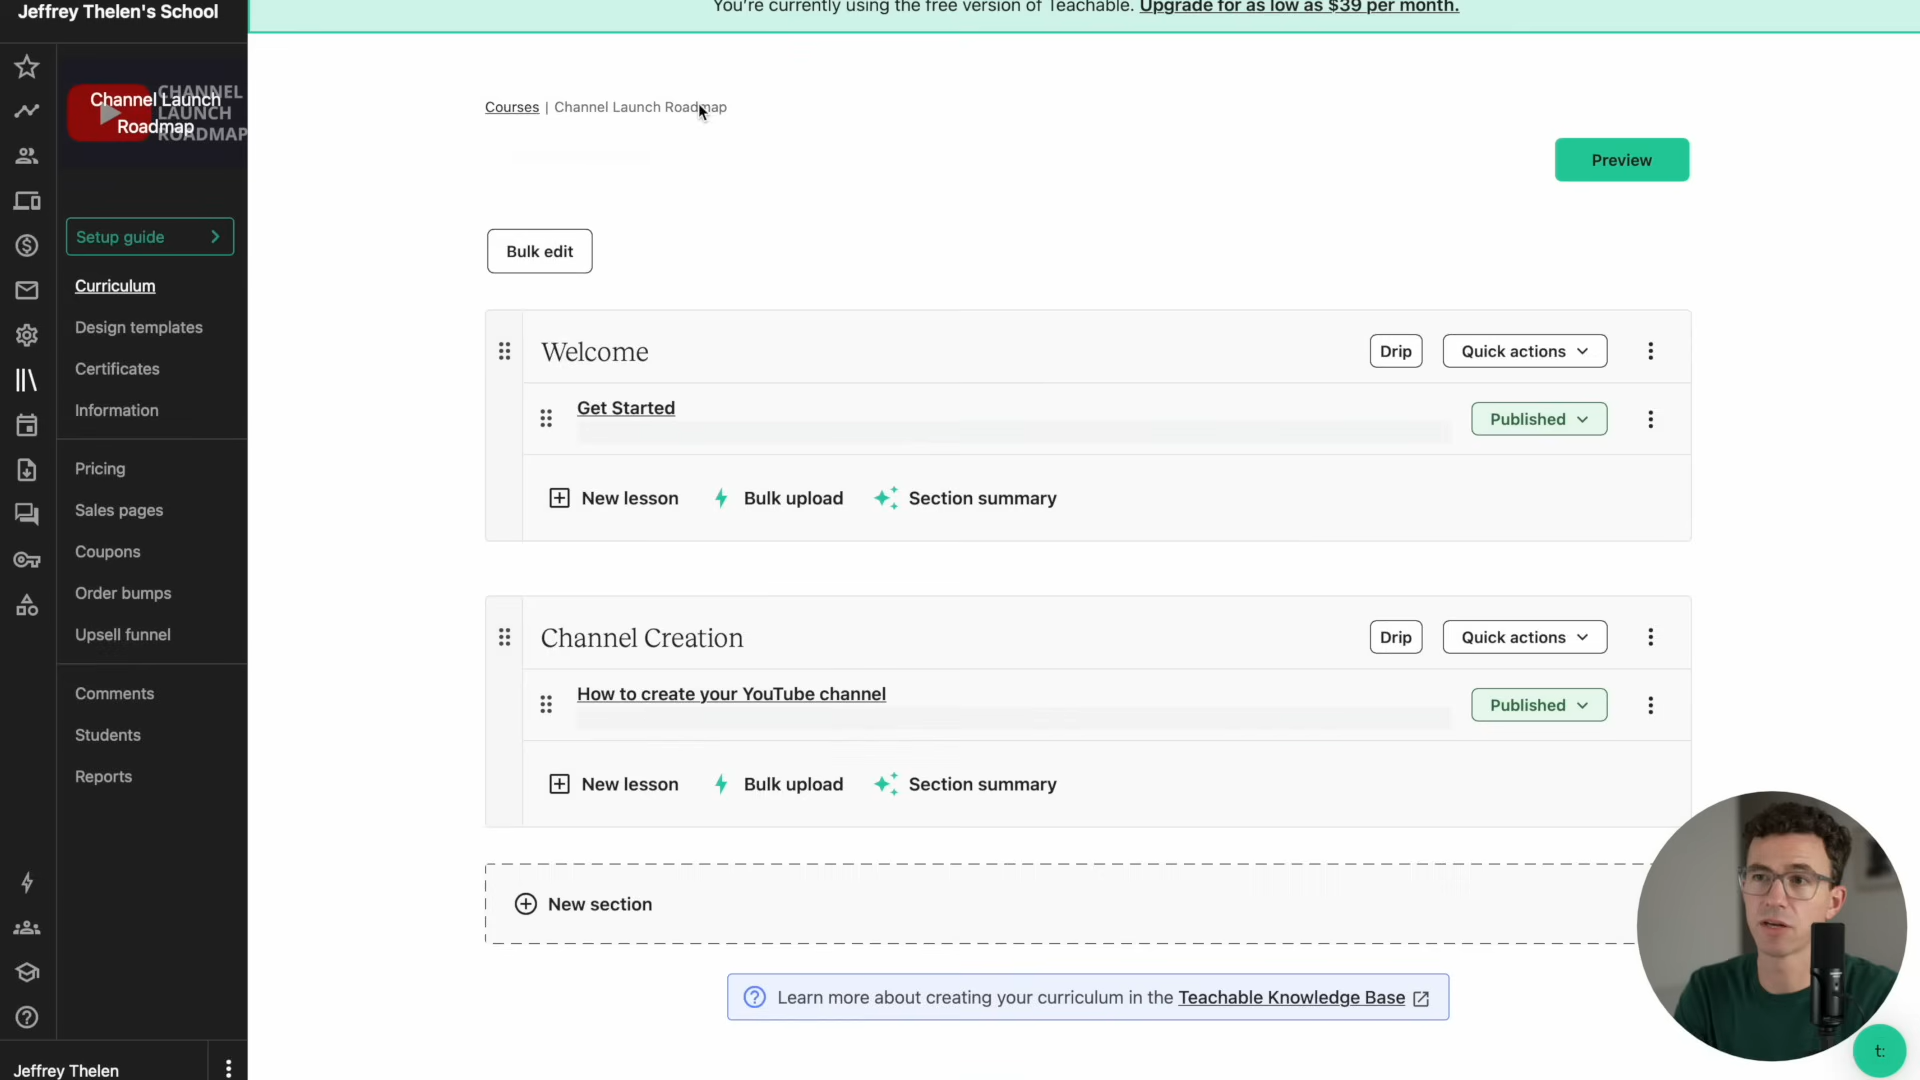 Jeffrey Thelen's School
You're currently using the free version of Teachable. Upgrade for as low as $39 per month.
CHANNEL
LAUNCH
ROADMAP
Channel Launch
Roadmap
Setup guide
Curriculum
Design templates
Certificates
Information
Pricing
Sales pages
Coupons
Order bumps
Upsell funnel
Comments
Students
Reports
Jeffrey Thelen
Courses | Channel Launch Roadmap
Preview
Bulk edit
Welcome
Drip
Quick actions
Get Started
Published
New lesson
Bulk upload
Section summary
Channel Creation
Drip
Quick actions
How to create your YouTube channel
Published
New lesson
Bulk upload
Section summary
New section
Learn more about creating your curriculum in the Teachable Knowledge Base
t: